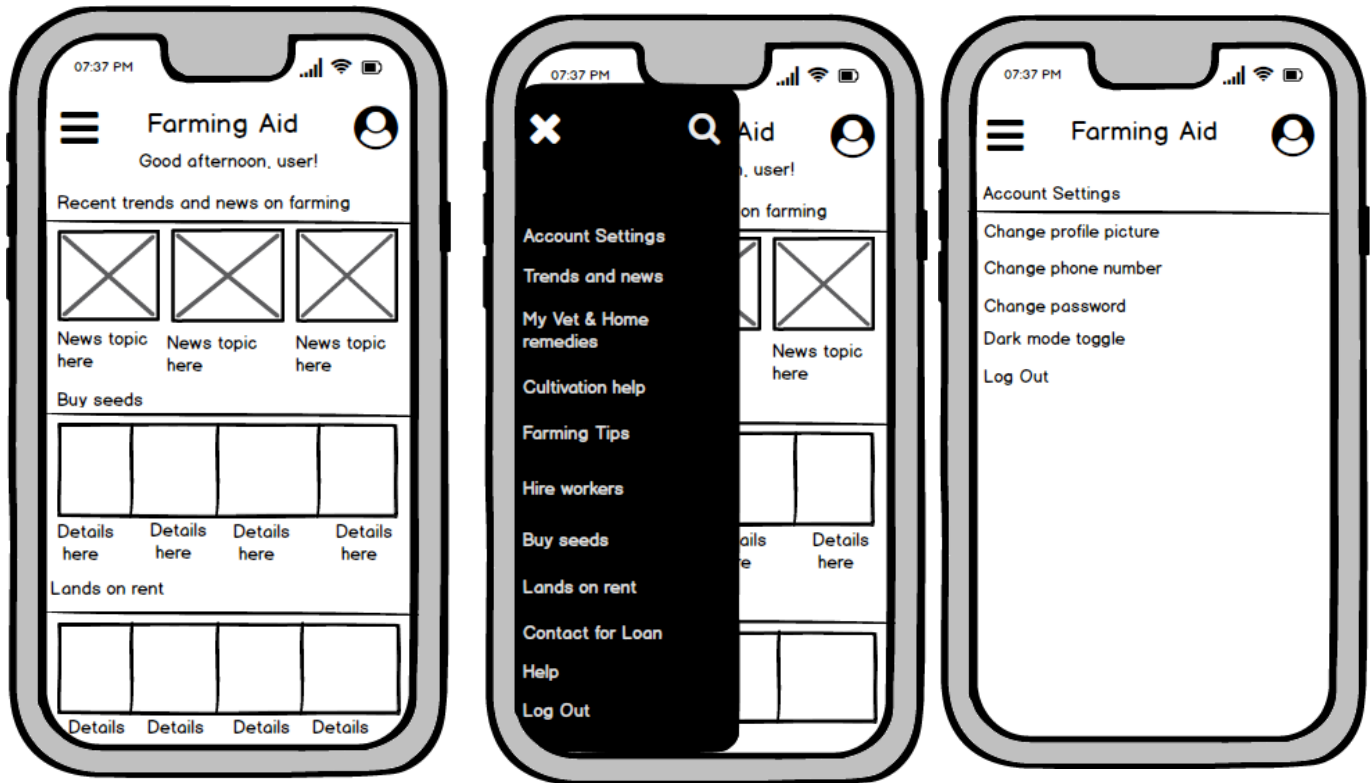 07:37 PM
Farming Aid
Good afternoon, user!
Recent trends and news on farming
News topic here
News topic here
News topic here
Buy seeds
Details here
Details here
Details here
Details here
Lands on rent
Details
Details
Details
Details
07:37 PM
Aid
, user!
on farming
Account Settings
Trends and news
My Vet & Home
remedies
Cultivation help
Farming Tips
Hire workers
Buy seeds
Lands on rent
Contact for Loan
Help
Log Out
News topic
here
ails
e
Details
here
07:37 PM
Farming Aid
Account Settings
Change profile picture
Change phone number
Change password
Dark mode toggle
Log Out